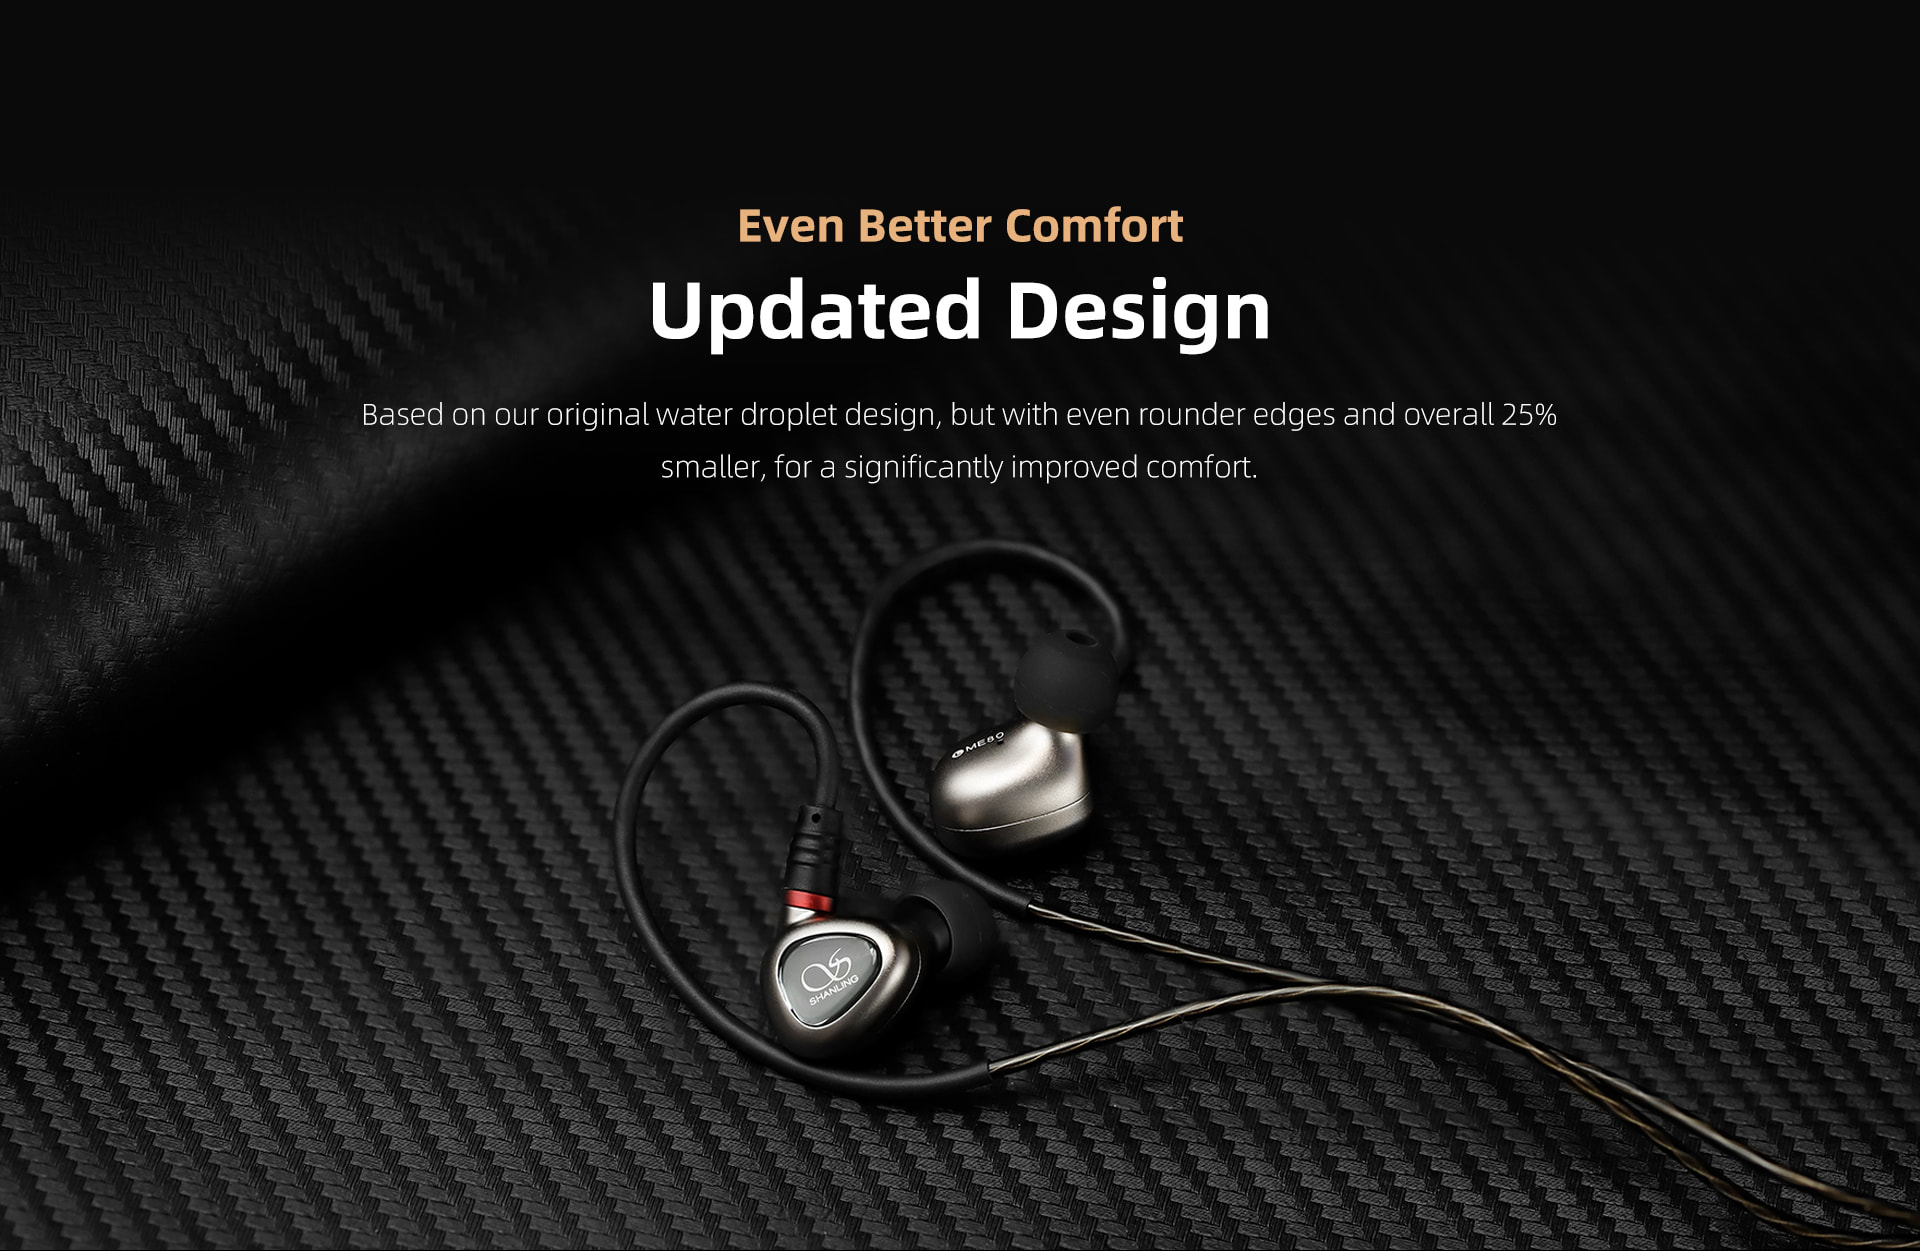 Even Better Comfort
Updated Design
Based on our original water droplet design, but with even rounder edges and overall 25%
smaller, for a significantly improved comfort.
ME80
SHANLING